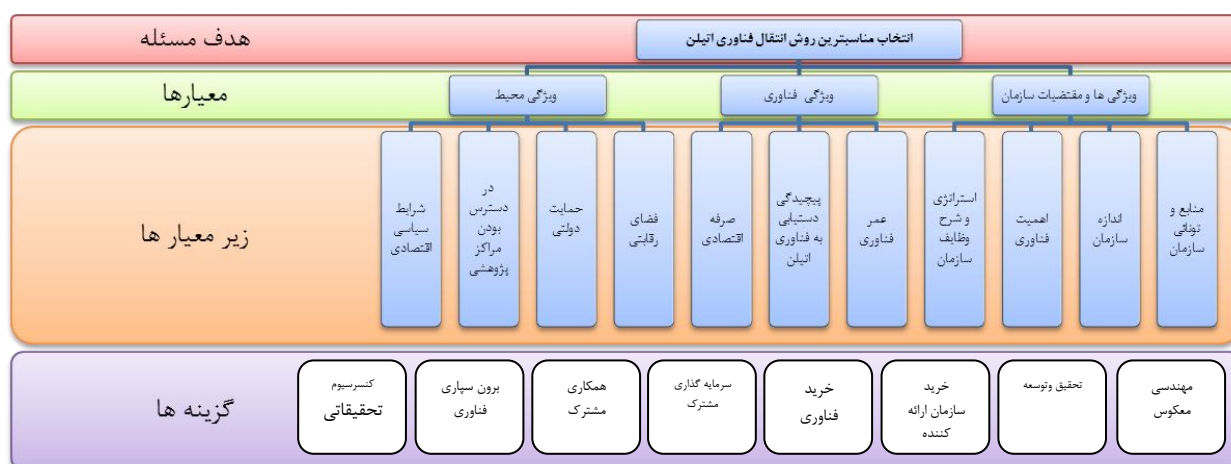 هدف مسئله
انتخاب مناسبترین روش انتقال فناوری اتیلن
معیارها
ویژگی ها و مقتضیات سازمان
ویژگی فناوری
ویژگی محیط
زیر معیار ها
منابع و
توانائی
سازمان
اندازه
سازمان
اهمیت
فناوری
استراتژی
و شرح
وظایف
سازمان
عمر
فناوری
پیچیدگی
دستیابی
به فناوری
اتیلن
صرفه
اقتصادی
فضای
رقابتی
حمایت
دولتی
در
دسترس
بودن
مراکز
پژوهشی
شرایط
سیاسی
اقتصادی
گزینه ها
مهندسی
معکوس
تحقیق وتوسعه
خرید
سازمان ارائه
کننده
خرید
فناوری
سرمایه گذاری
مشترک
همکاری
مشترک
برون سپاری
فناوری
کنسرسیوم
تحقیقاتی